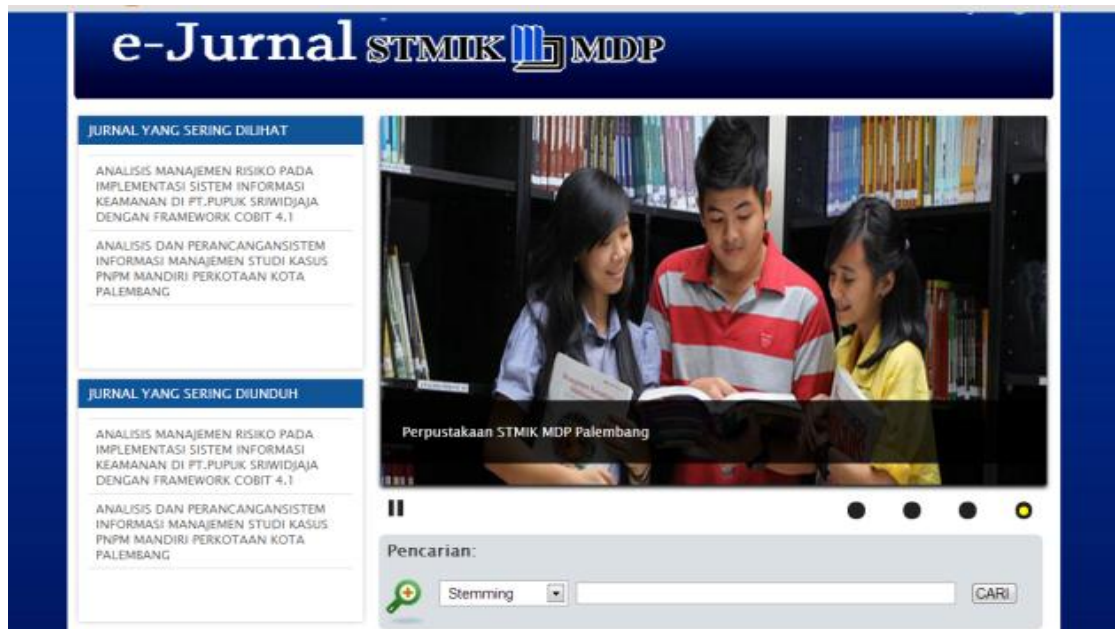 e-Jurnal STMIK MDP
JURNAL YANG SERING DILIHAT
ANALISIS MANAJEMEN RISIKO PADA
IMPLEMENTASI SISTEM INFORMASI
KEAMANAN DI PT.PUPUK SRIWIDJAJA
DENGAN FRAMEWORK COBIT 4.1
ANALISIS DAN PERANCANGANSISTEM
INFORMASI MANAJEMEN STUDI KASUS
PNPM MANDIRI PERKOTAAN KOTA
PALEMBANG
JURNAL YANG SERING DIUNDUH
ANALISIS MANAJEMEN RISIKO PADA
IMPLEMENTASI SISTEM INFORMASI
KEAMANAN DI PT.PUPUK SRIWIDJAJA
DENGAN FRAMEWORK COBIT 4.1
ANALISIS DAN PERANCANGANSISTEM
INFORMASI MANAJEMEN STUDI KASUS
PNPM MANDIRI PERKOTAAN KOTA
PALEMBANG
Perpustakaan STMIK MDP Palembang
Pencarian:
Stemming
CARI